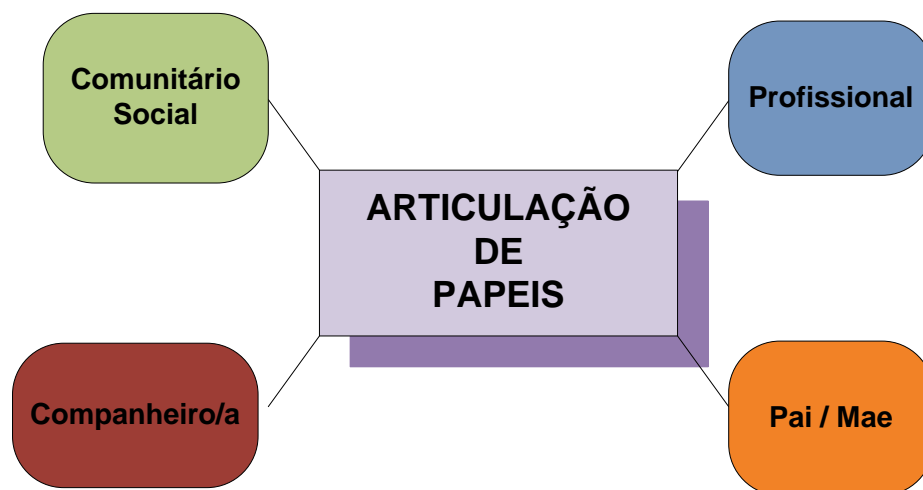 Comunitário
Social
Profissional
ARTICULAÇÃO
DE
PAPEIS
Companheiro/a
Pai / Mae